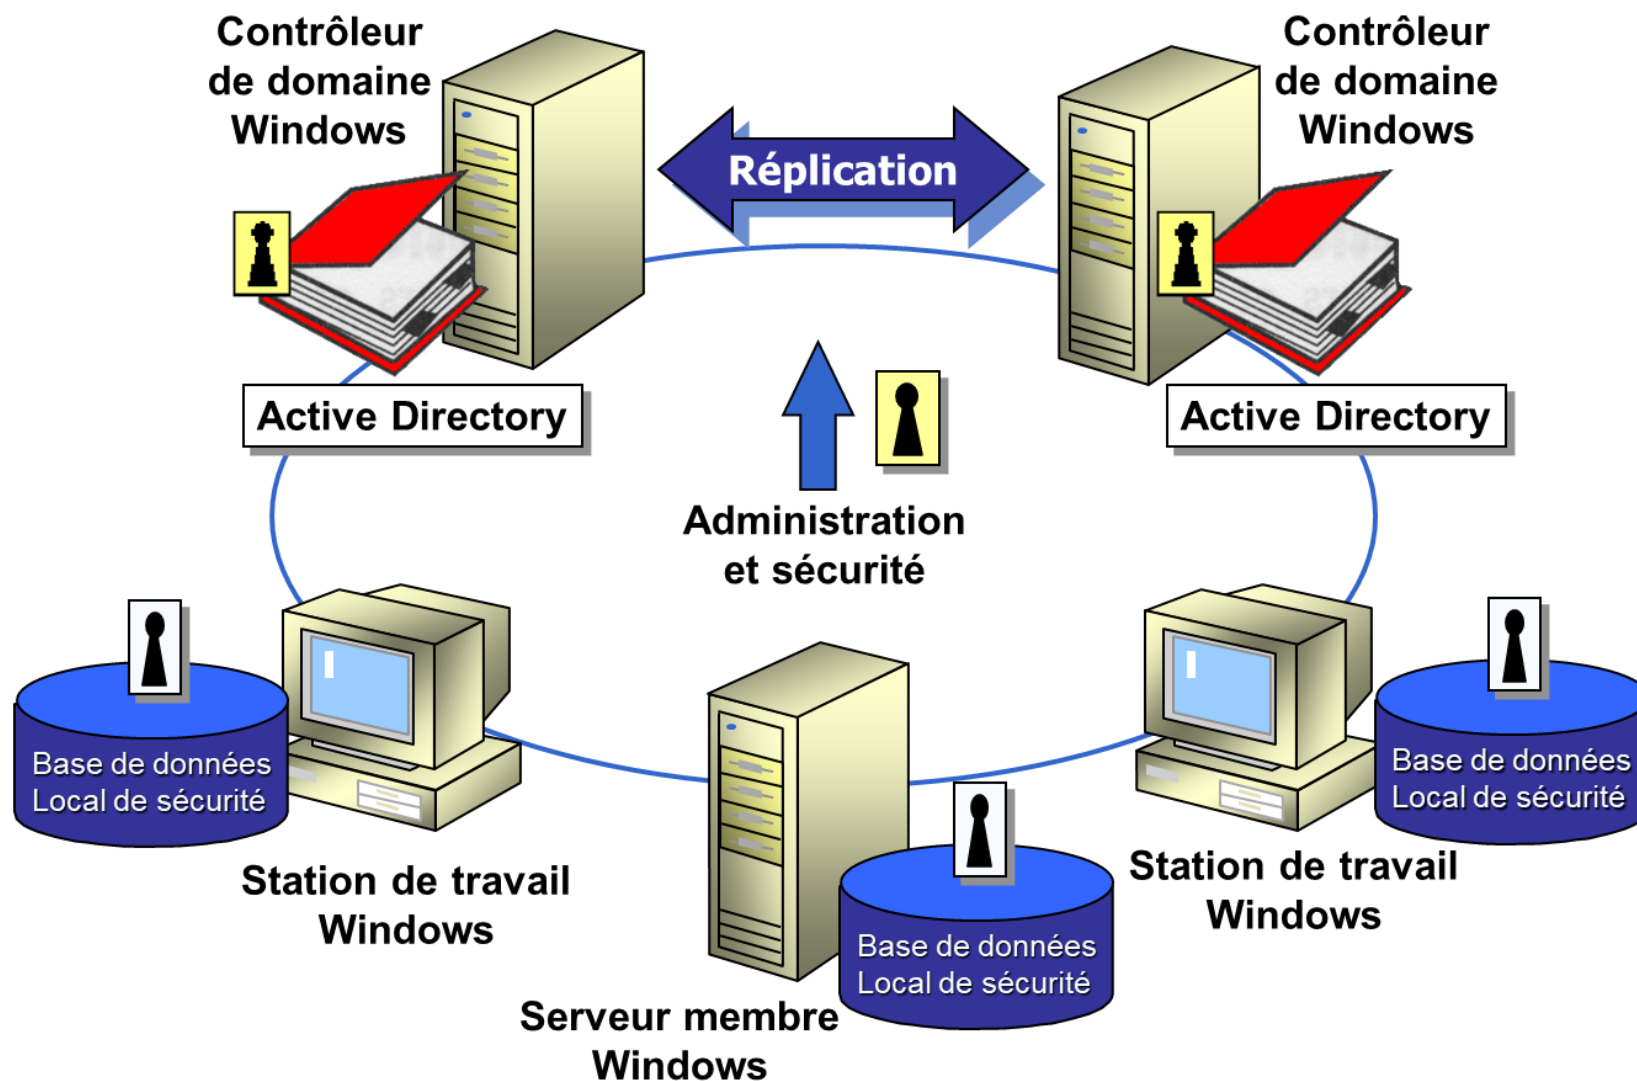 Contrôleur
de domaine
Windows
Contrôleur
de domaine
Windows
Réplication
Active Directory
Active Directory
Administration
et sécurité
Base de données
Local de sécurité
Base de données
Local de sécurité
Station de travail
Windows
Station de travail
Windows
Base de données
Local de sécurité
Serveur membre
Windows